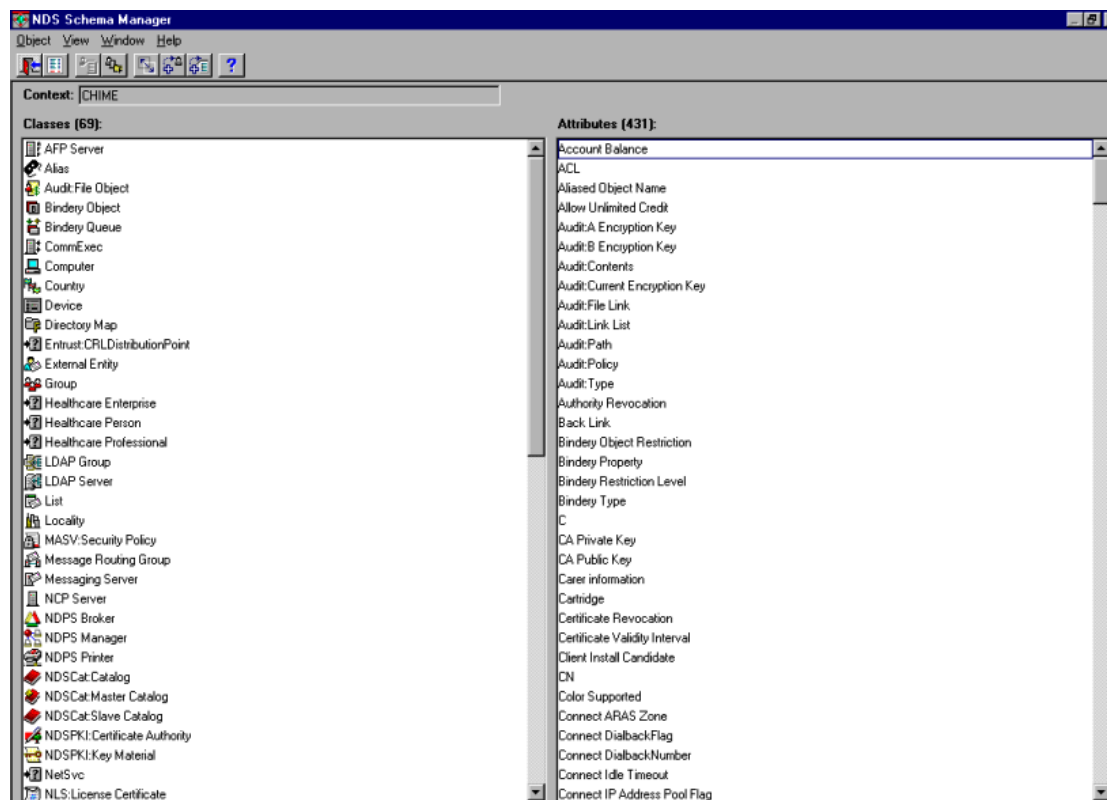 NDS Schema Manager
Object View Window Help
Context: CHIME
Classes (69):
AFP Server
Alias
Audit:File Object
Bindery Object
Bindery Queue
CommExec
Computer
Country
Device
Directory Map
Entrust:CRLDistributionPoint
External Entity
Group
Healthcare Enterprise
Healthcare Person
Healthcare Professional
LDAP Group
LDAP Server
List
Locality
MASV:Security Policy
Message Routing Group
Messaging Server
NCP Server
NDPS Broker
NDPS Manager
NDPS Printer
NDSCat:Catalog
NDSCat:Master Catalog
NDSCat:Slave Catalog
NDSPKI:Certificate Authority
NDSPKI:Key Material
NetSvc
NLS:License Certificate
Attributes (431):
Account Balance
ACL
Aliased Object Name
Allow Unlimited Credit
Audit:A Encryption Key
Audit:B Encryption Key
Audit:Contents
Audit:Current Encryption Key
Audit:File Link
Audit:Link List
Audit:Path
Audit:Policy
Audit:Type
Authority Revocation
Back Link
Bindery Object Restriction
Bindery Property
Bindery Restriction Level
Bindery Type
C
CA Private Key
CA Public Key
Carer information
Cartridge
Certificate Revocation
Certificate Validity Interval
Client Install Candidate
CN
Color Supported
Connect ARAS Zone
Connect DialbackFlag
Connect DialbackNumber
Connect Idle Timeout
Connect IP Address Pool Flag